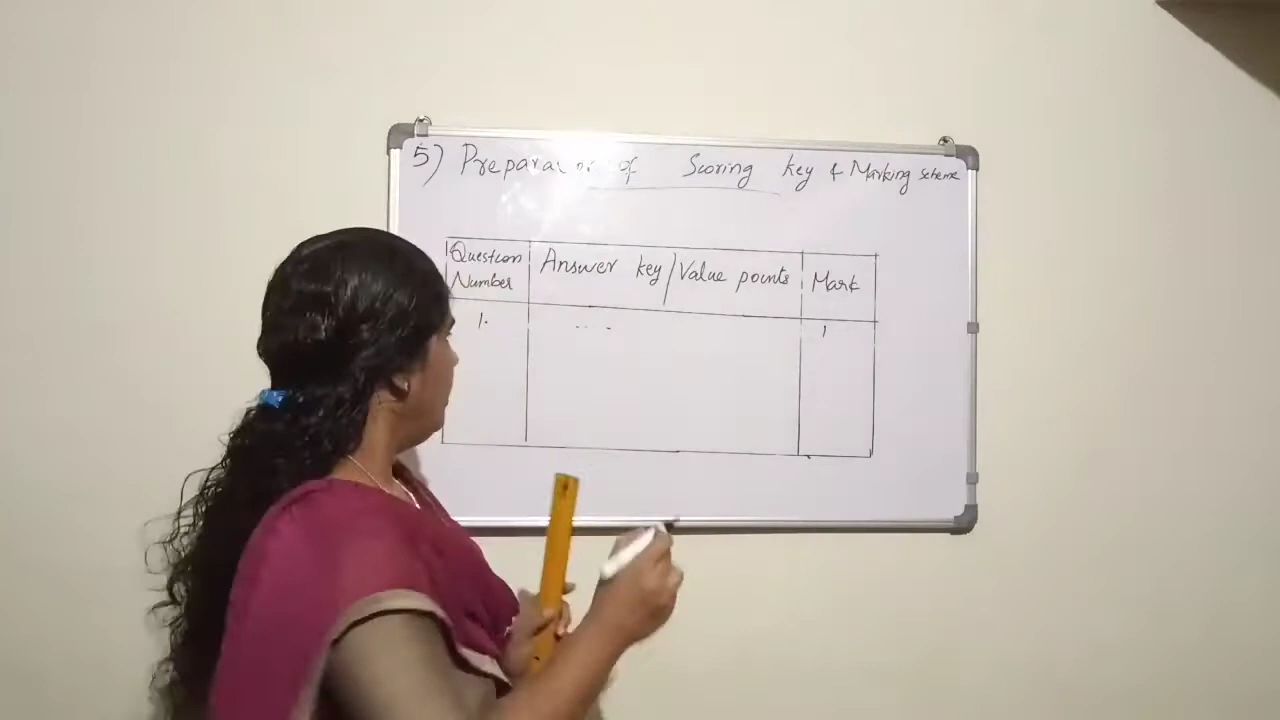 5) Preparation of Scoring key & Marking scheme
Question Number Answer key/Value points Mark
1. .... 1